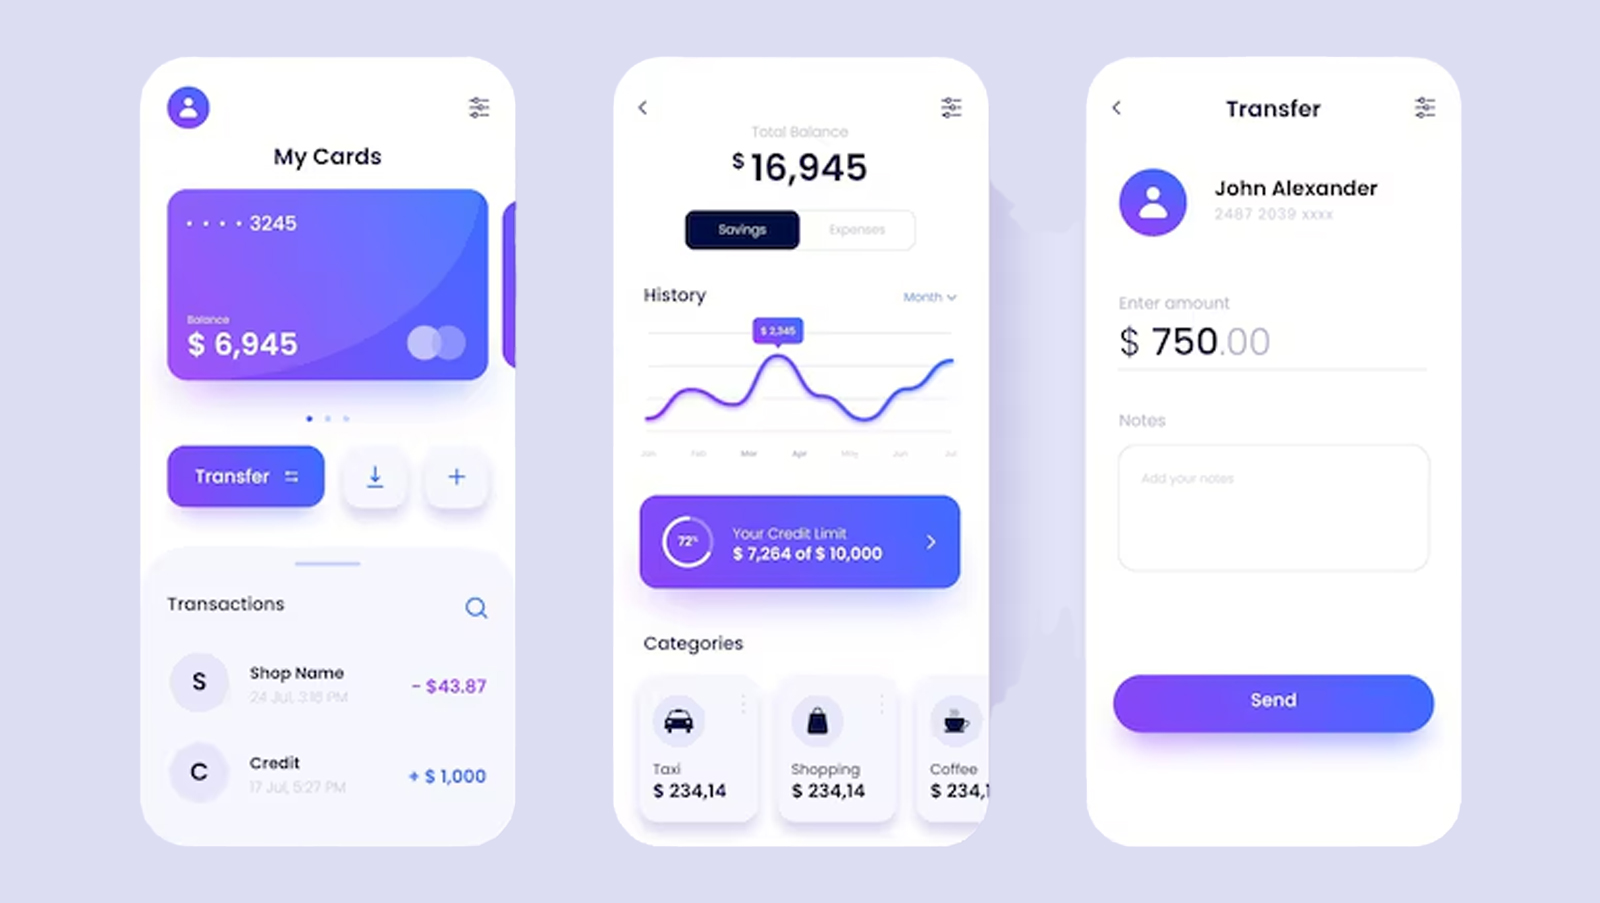 My Cards
• • • • 3245
Balance
$ 6,945
Transfer
Transactions
S
Shop Name
24 Jul, 3:16 PM
- $43.87
C
Credit
17 Jul, 5:27 PM
+ $ 1,000
Total Balance
$16,945
Savings
Expenses
History
Month
$ 2,345
Jan Feb Mar Apr May Jun Jul
72%
Your Credit Limit
$ 7,264 of $ 10,000
Categories
Taxi
$ 234,14
Shopping
$ 234,14
Coffee
$ 234,1
Transfer
John Alexander
2487 2039 xxxx
Enter amount
$ 750.00
Notes
Add your notes
Send